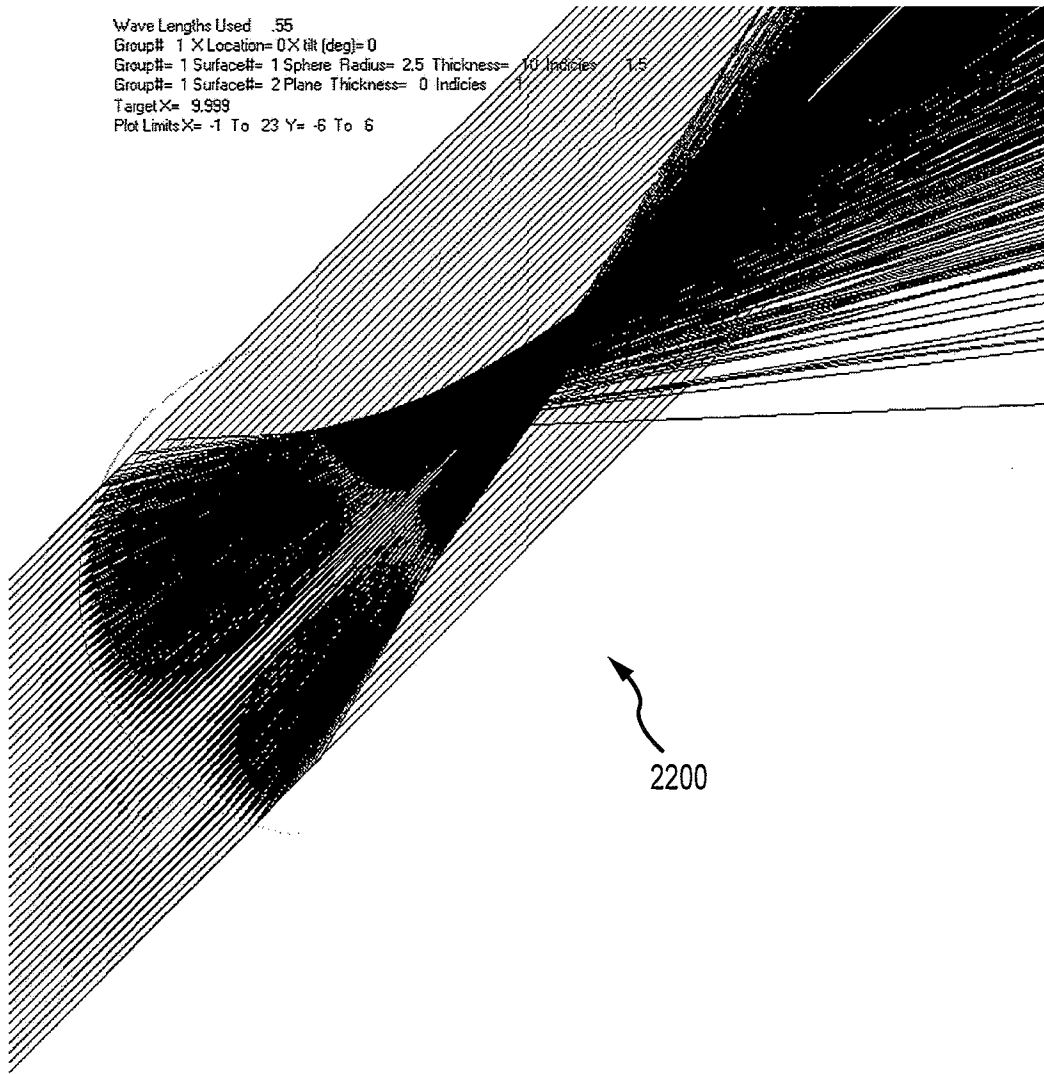 Wave Lengths Used .55
Group# 1 X Location= 0 X tilt (deg)= 0
Group#= 1 Surface#= 1 Sphere Radius= 2.5 Thickness= 10 Indicies 1.5
Group#= 1 Surface#= 2 Plane Thickness= 0 Indicies 1
Target X= 9.999
Plot Limits X= -1 To 23 Y= -6 To 6
2200